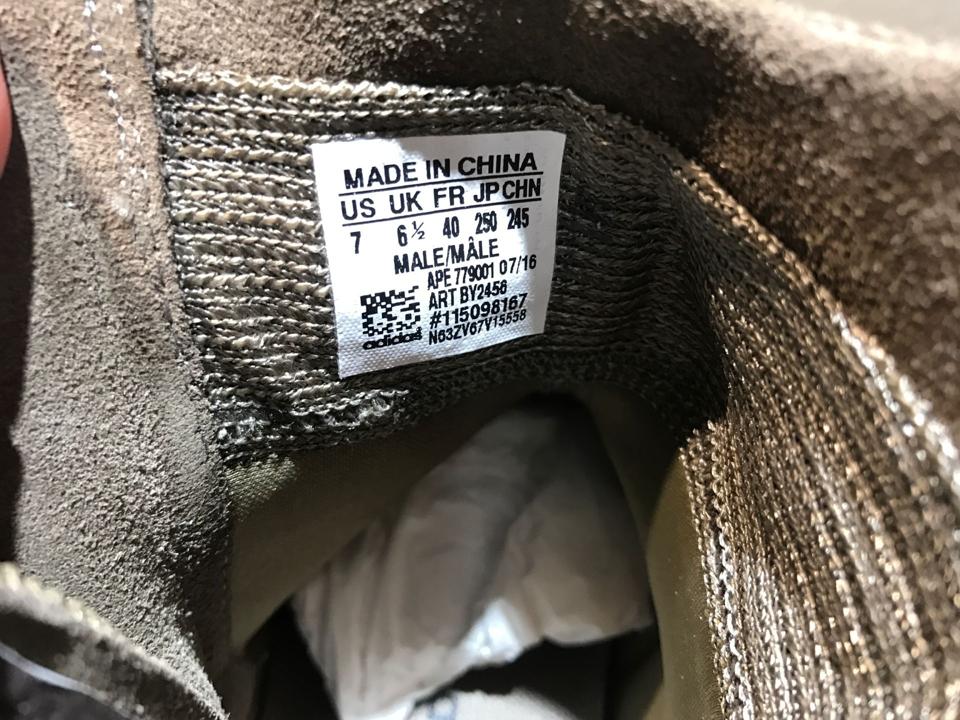 MADE IN CHINA
US UK FR JP CHN
7 6½ 40 250 245
MALE/MÂLE
APE 779001 07/16
ART BY2456
#115098167
N63ZV67V15558
adidas